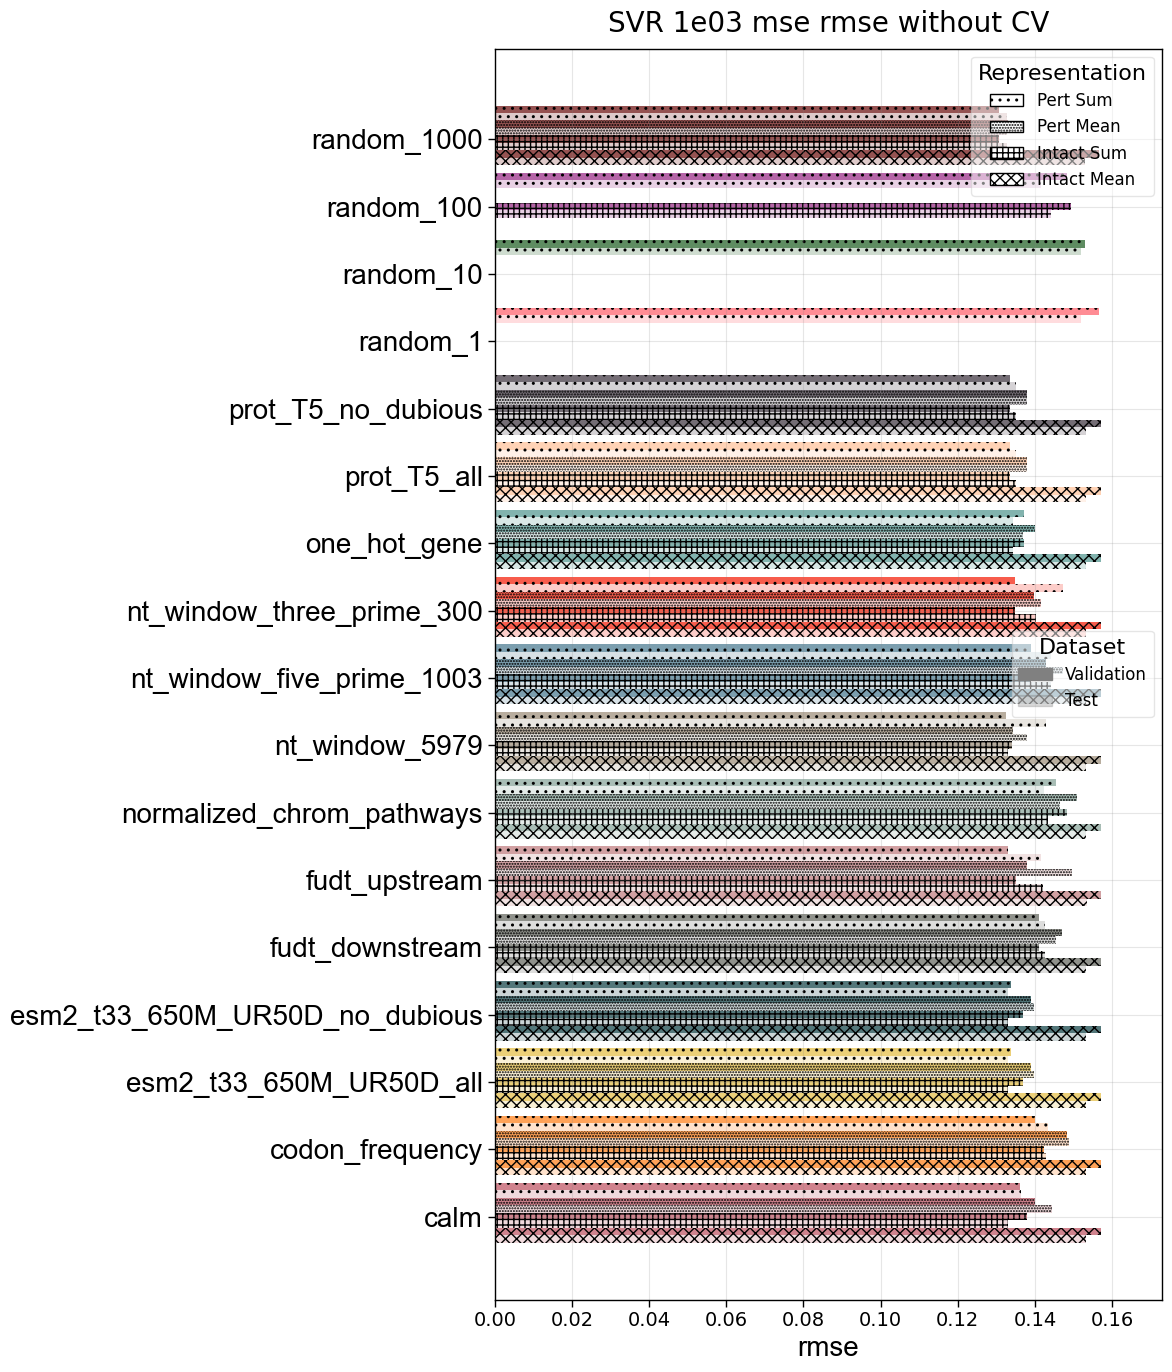 SVR 1e03 mse rmse without CV
Representation
Pert Sum
Pert Mean
Intact Sum
Intact Mean
random_1000
random_100
random_10
random_1
prot_T5_no_dubious
prot_T5_all
one_hot_gene
nt_window_three_prime_300
nt_window_five_prime_1003
nt_window_5979
normalized_chrom_pathways
fudt_upstream
fudt_downstream
esm2_t33_650M_UR50D_no_dubious
esm2_t33_650M_UR50D_all
codon_frequency
calm
Dataset
Validation
Test
0.00 0.02 0.04 0.06 0.08 0.10 0.12 0.14 0.16
rmse